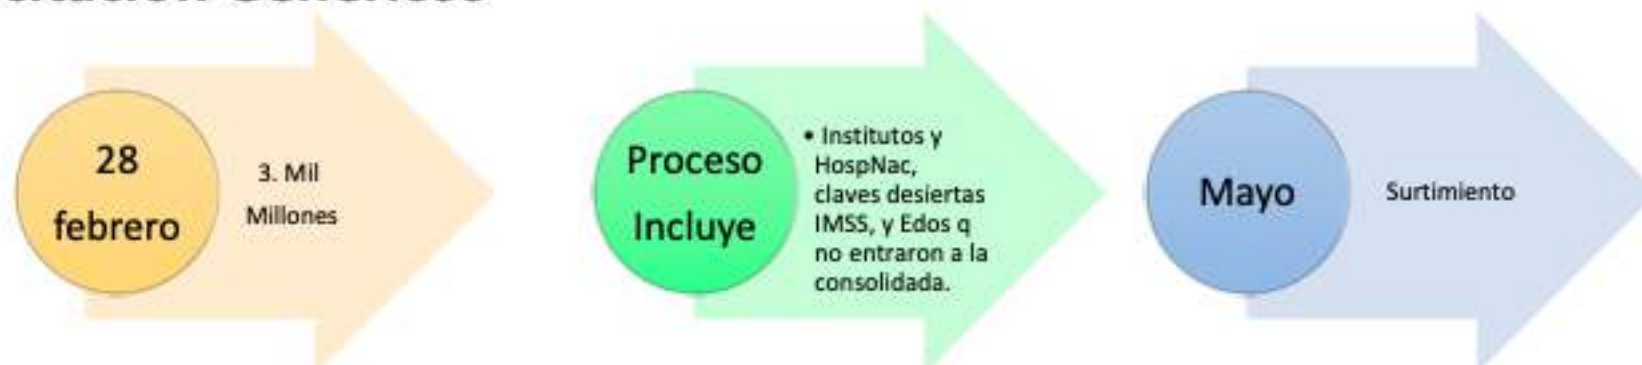 28
febrero
3. Mil
Millones
Proceso
Incluye
• Institutos y
HospNac,
claves desiertas
IMSS, y Edos q
no entraron a la
consolidada.
Mayo
Surtimiento